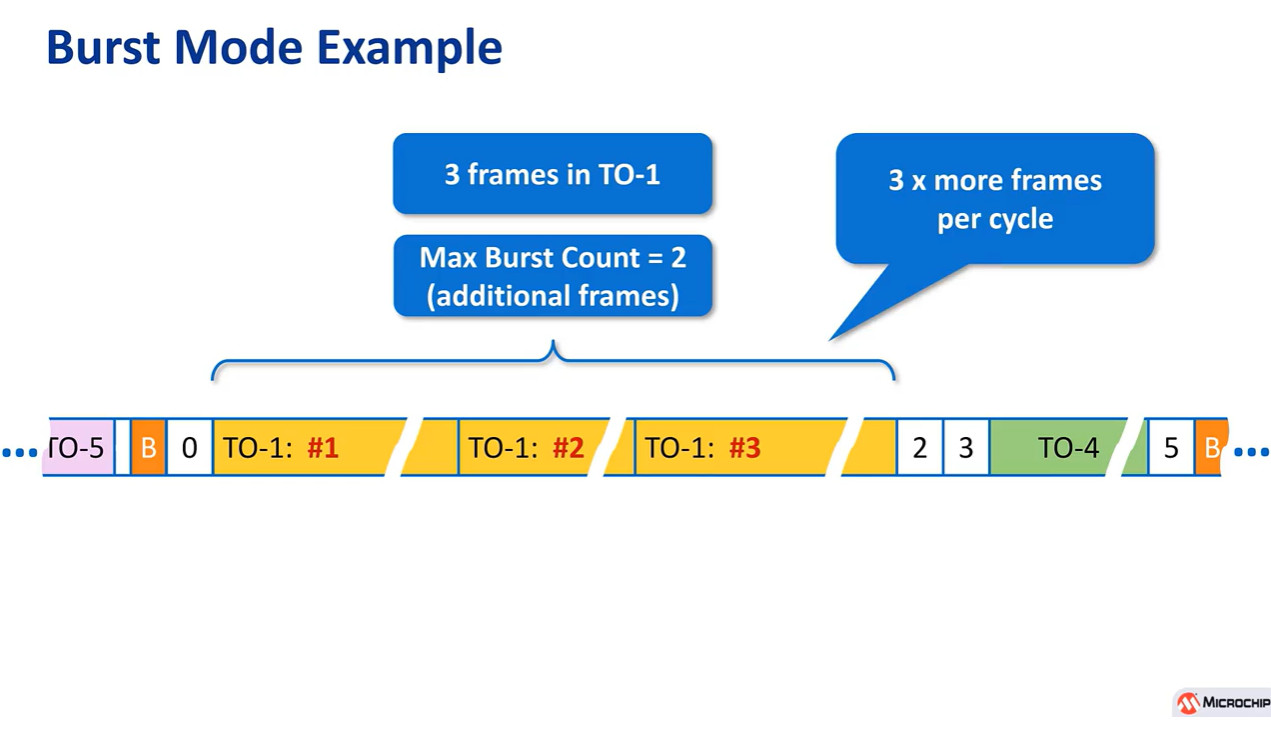 Burst Mode Example
3 frames in TO-1
3 x more frames
per cycle
Max Burst Count = 2
(additional frames)
... TO-5 B 0 TO-1: #1 TO-1: #2 TO-1: #3 2 3 TO-4 5 B ...
MICROCHIP